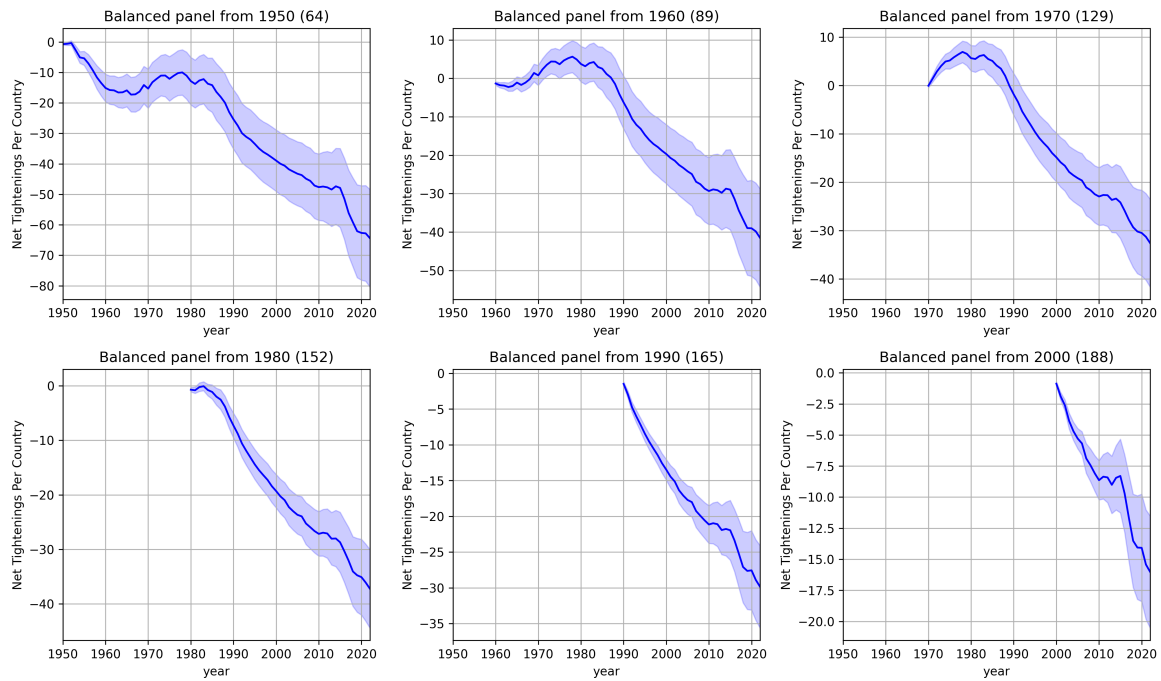 Balanced panel from 1950 (64)
Net Tightenings Per Country
0
−10
−20
−30
−40
−50
−60
−70
−80
1950 1960 1970 1980 1990 2000 2010 2020
year
Balanced panel from 1960 (89)
Net Tightenings Per Country
10
0
−10
−20
−30
−40
−50
1950 1960 1970 1980 1990 2000 2010 2020
year
Balanced panel from 1970 (129)
Net Tightenings Per Country
10
0
−10
−20
−30
−40
1950 1960 1970 1980 1990 2000 2010 2020
year
Balanced panel from 1980 (152)
Net Tightenings Per Country
0
−10
−20
−30
−40
1950 1960 1970 1980 1990 2000 2010 2020
year
Balanced panel from 1990 (165)
Net Tightenings Per Country
0
−5
−10
−15
−20
−25
−30
−35
1950 1960 1970 1980 1990 2000 2010 2020
year
Balanced panel from 2000 (188)
Net Tightenings Per Country
0.0
−2.5
−5.0
−7.5
−10.0
−12.5
−15.0
−17.5
−20.0
1950 1960 1970 1980 1990 2000 2010 2020
year